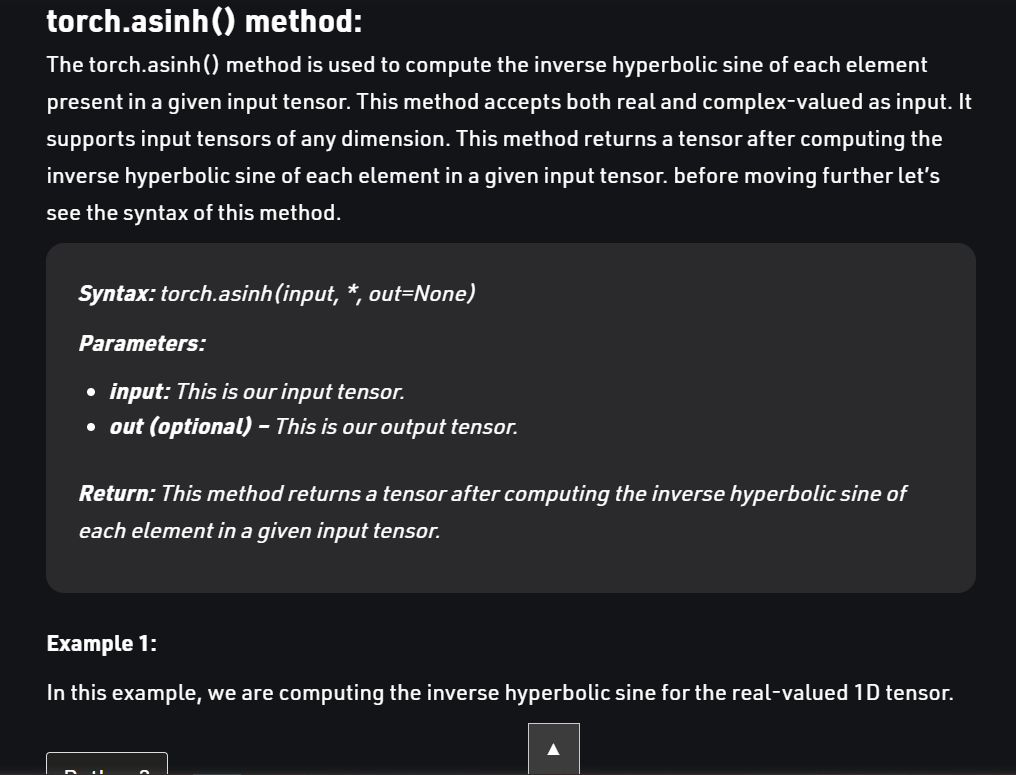 torch.asinh() method:
The torch.asinh() method is used to compute the inverse hyperbolic sine of each element
present in a given input tensor. This method accepts both real and complex-valued as input. It
supports input tensors of any dimension. This method returns a tensor after computing the
inverse hyperbolic sine of each element in a given input tensor. before moving further let’s
see the syntax of this method.
Syntax: torch.asinh(input, *, out=None)
Parameters:
• input: This is our input tensor.
• out (optional) – This is our output tensor.
Return: This method returns a tensor after computing the inverse hyperbolic sine of
each element in a given input tensor.
Example 1:
In this example, we are computing the inverse hyperbolic sine for the real-valued 1D tensor.